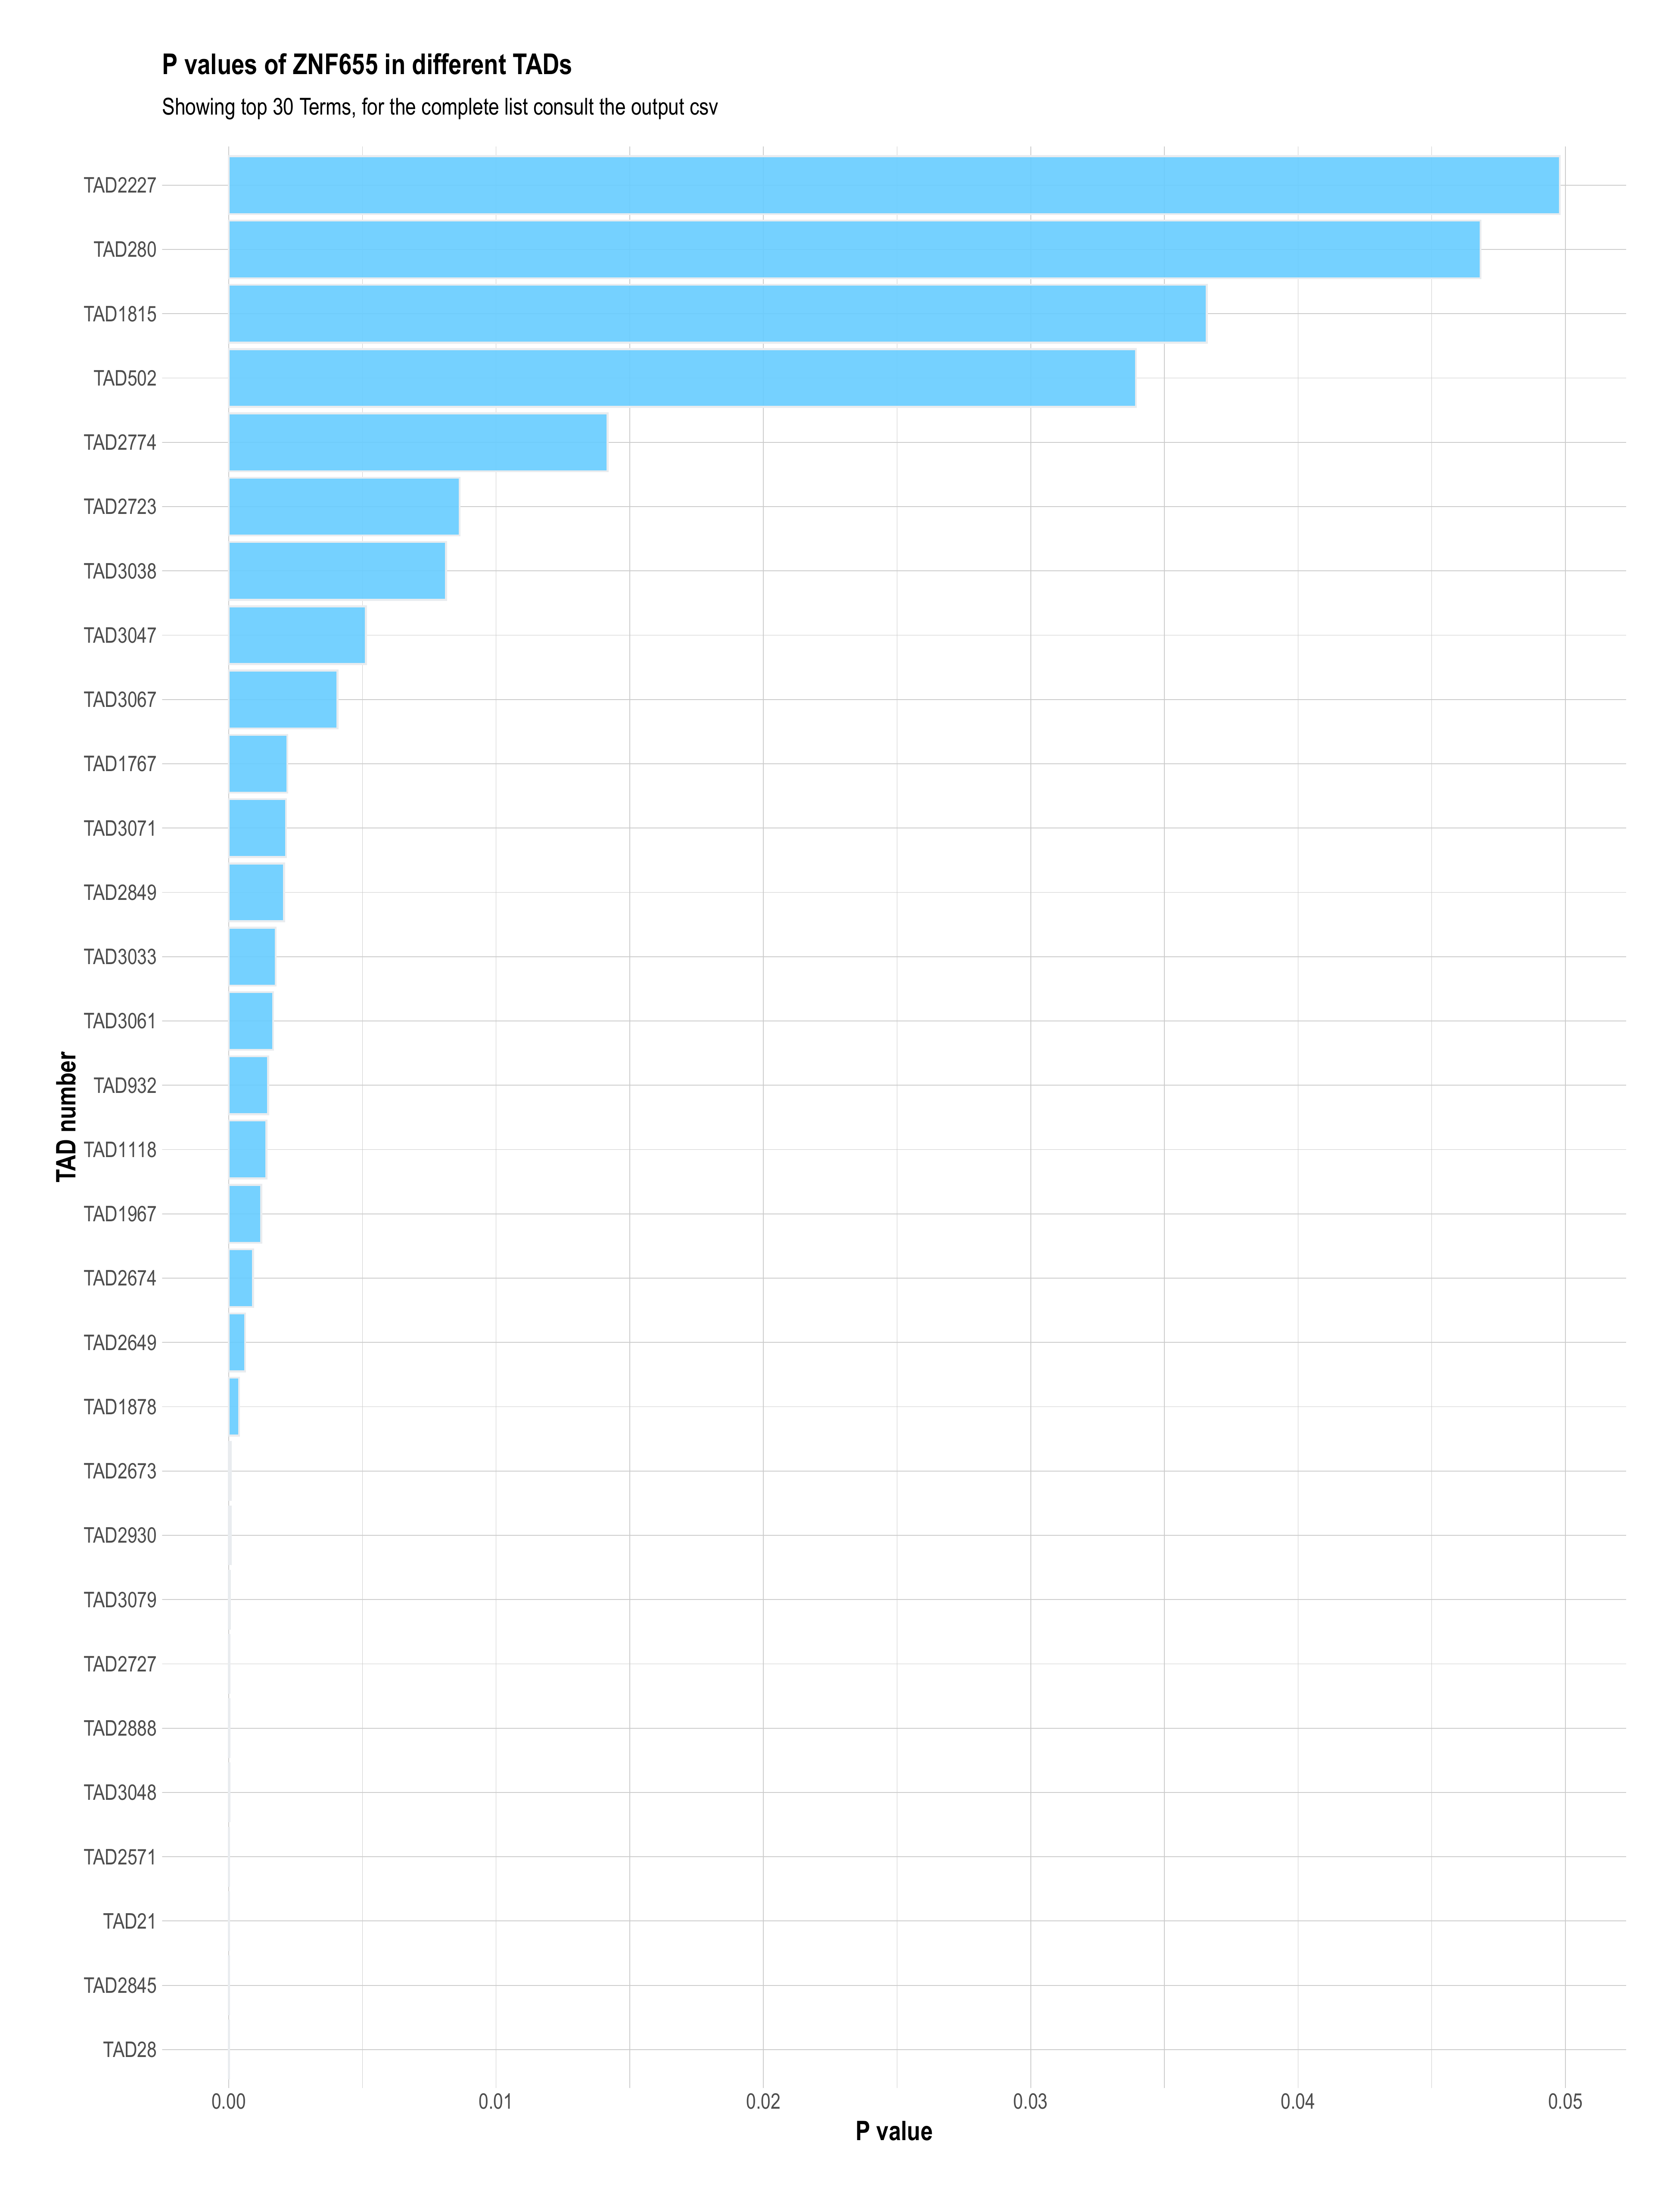 P values of ZNF655 in different TADs
Showing top 30 Terms, for the complete list consult the output csv
TAD2227
TAD280
TAD1815
TAD502
TAD2774
TAD2723
TAD3038
TAD3047
TAD3067
TAD1767
TAD3071
TAD2849
TAD3033
TAD3061
TAD932
TAD1118
TAD1967
TAD2674
TAD2649
TAD1878
TAD2673
TAD2930
TAD3079
TAD2727
TAD2888
TAD3048
TAD2571
TAD21
TAD2845
TAD28
TAD number
0.00 0.01 0.02 0.03 0.04 0.05
P value